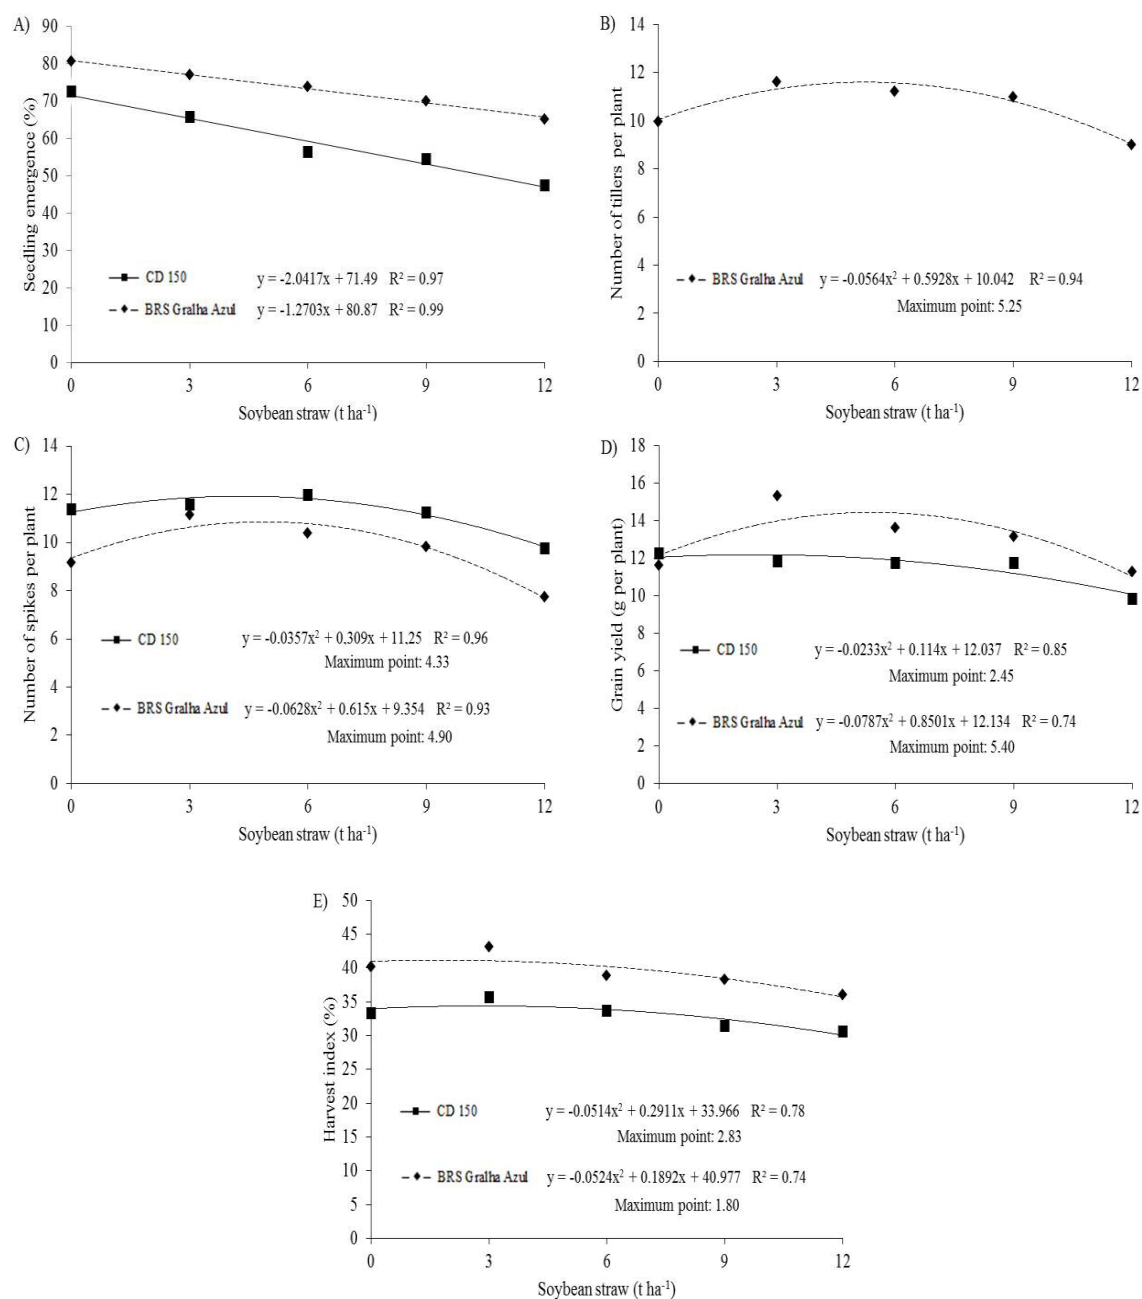 A)
90
80
70
60
50
40
30
20
10
0
Seedling emergence (%)
CD 150 y = -2.0417x + 71.49 R² = 0.97
BRS Gralha Azul y = -1.2703x + 80.87 R² = 0.99
0 3 6 9 12
Soybean straw (t ha⁻¹)
B)
14
12
10
8
6
4
2
0
Number of tillers per plant
BRS Gralha Azul y = -0.0564x² + 0.5928x + 10.042 R² = 0.94
Maximum point: 5.25
0 3 6 9 12
Soybean straw (t ha⁻¹)
C)
14
12
10
8
6
4
2
0
Number of spikes per plant
CD 150 y = -0.0357x² + 0.309x + 11.25 R² = 0.96
Maximum point: 4.33
BRS Gralha Azul y = -0.0628x² + 0.615x + 9.354 R² = 0.93
Maximum point: 4.90
0 3 6 9 12
Soybean straw (t ha⁻¹)
D)
18
16
14
12
10
8
6
4
2
0
Grain yield (g per plant)
CD 150 y = -0.0233x² + 0.114x + 12.037 R² = 0.85
Maximum point: 2.45
BRS Gralha Azul y = -0.0787x² + 0.8501x + 12.134 R² = 0.74
Maximum point: 5.40
0 3 6 9 12
Soybean straw (t ha⁻¹)
E)
50
45
40
35
30
25
20
15
10
5
0
Harvest index (%)
CD 150 y = -0.0514x² + 0.2911x + 33.966 R² = 0.78
Maximum point: 2.83
BRS Gralha Azul y = -0.0524x² + 0.1892x + 40.977 R² = 0.74
Maximum point: 1.80
0 3 6 9 12
Soybean straw (t ha⁻¹)